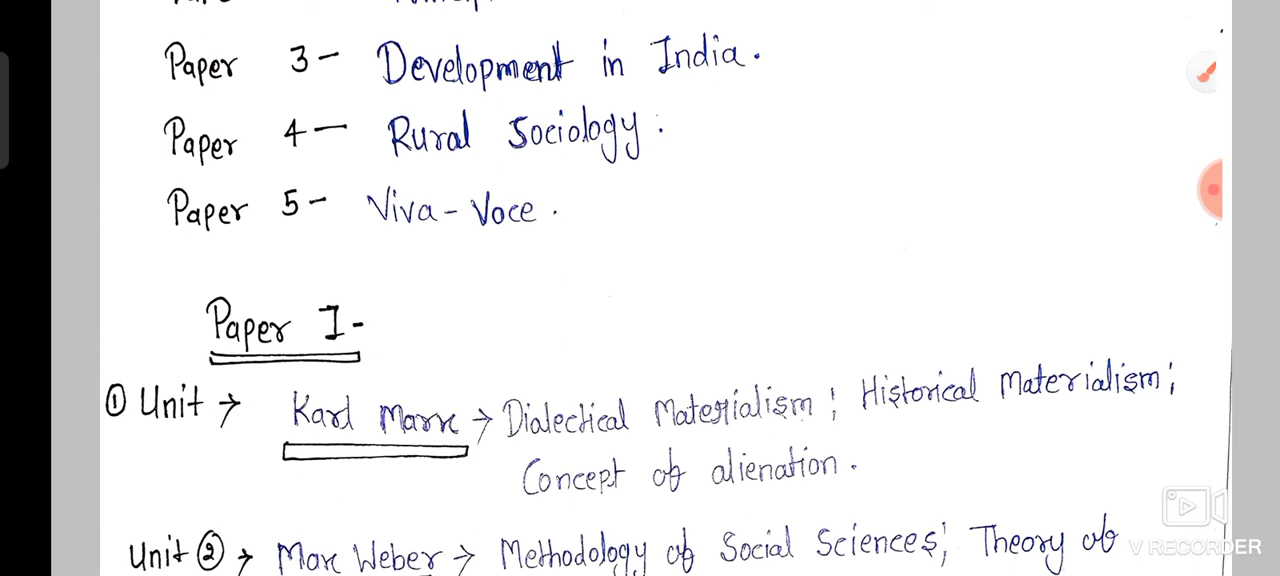 Paper 3 - Development in India.
Paper 4 - Rural Sociology.
Paper 5 - Viva-Voce.
Paper I -
① Unit → Karl Marx → Dialectical Materialism; Historical Materialism;
Concept of alienation.
Unit ② → Max Weber → Methodology of Social Sciences; Theory of
V RECORDER